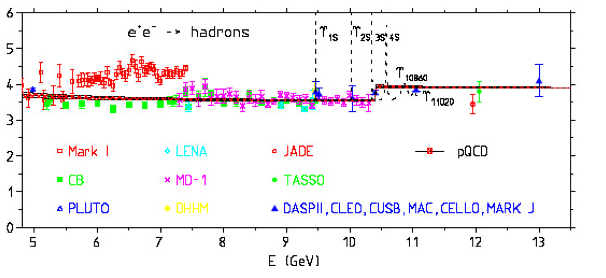 6
e⁺e⁻ --→ hadrons
ϒ1S ϒ2S 3S 4S
5
ϒ10860
4
ϒ11020
3
Mark I LENA JADE pQCD
2
CB MD-1 TASSO
1
PLUTO DHHM DASPII,CLEO,CUSB,MAC,CELLO,MARK J
0
5 6 7 8 9 10 11 12 13
E (GeV)